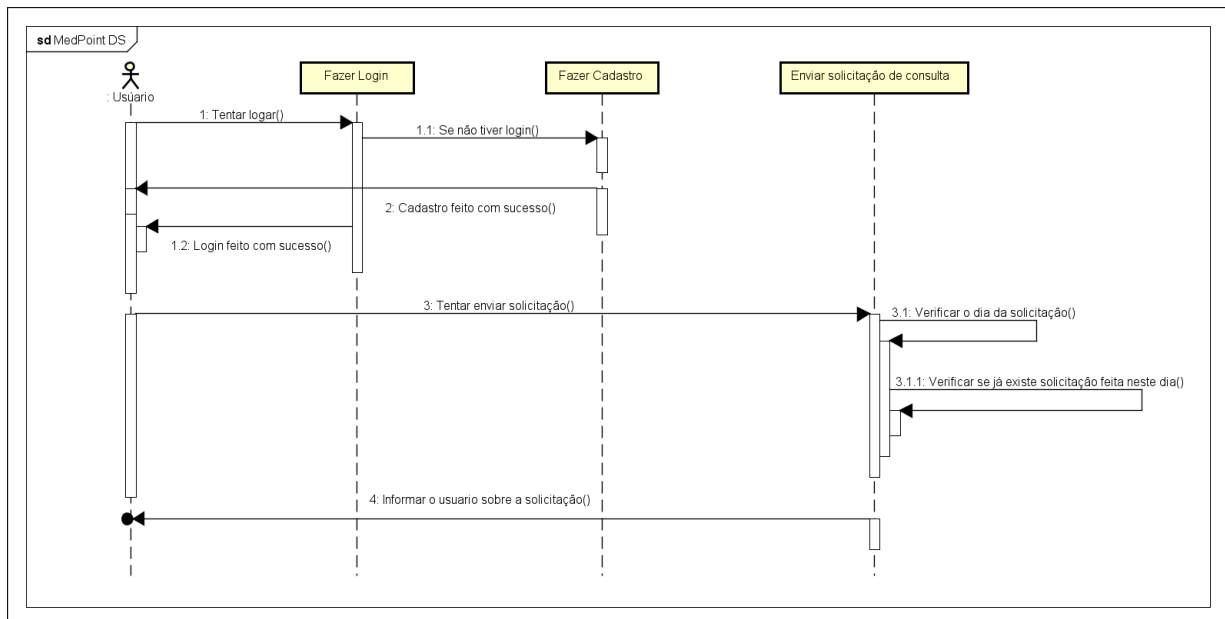 sd MedPoint DS
: Usúario
Fazer Login
Fazer Cadastro
Enviar solicitação de consulta
1: Tentar logar()
1.1: Se não tiver login()
2: Cadastro feito com sucesso()
1.2: Login feito com sucesso()
3: Tentar enviar solicitação()
3.1: Verificar o dia da solicitação()
3.1.1: Verificar se já existe solicitação feita neste dia()
4: Informar o usuario sobre a solicitação()